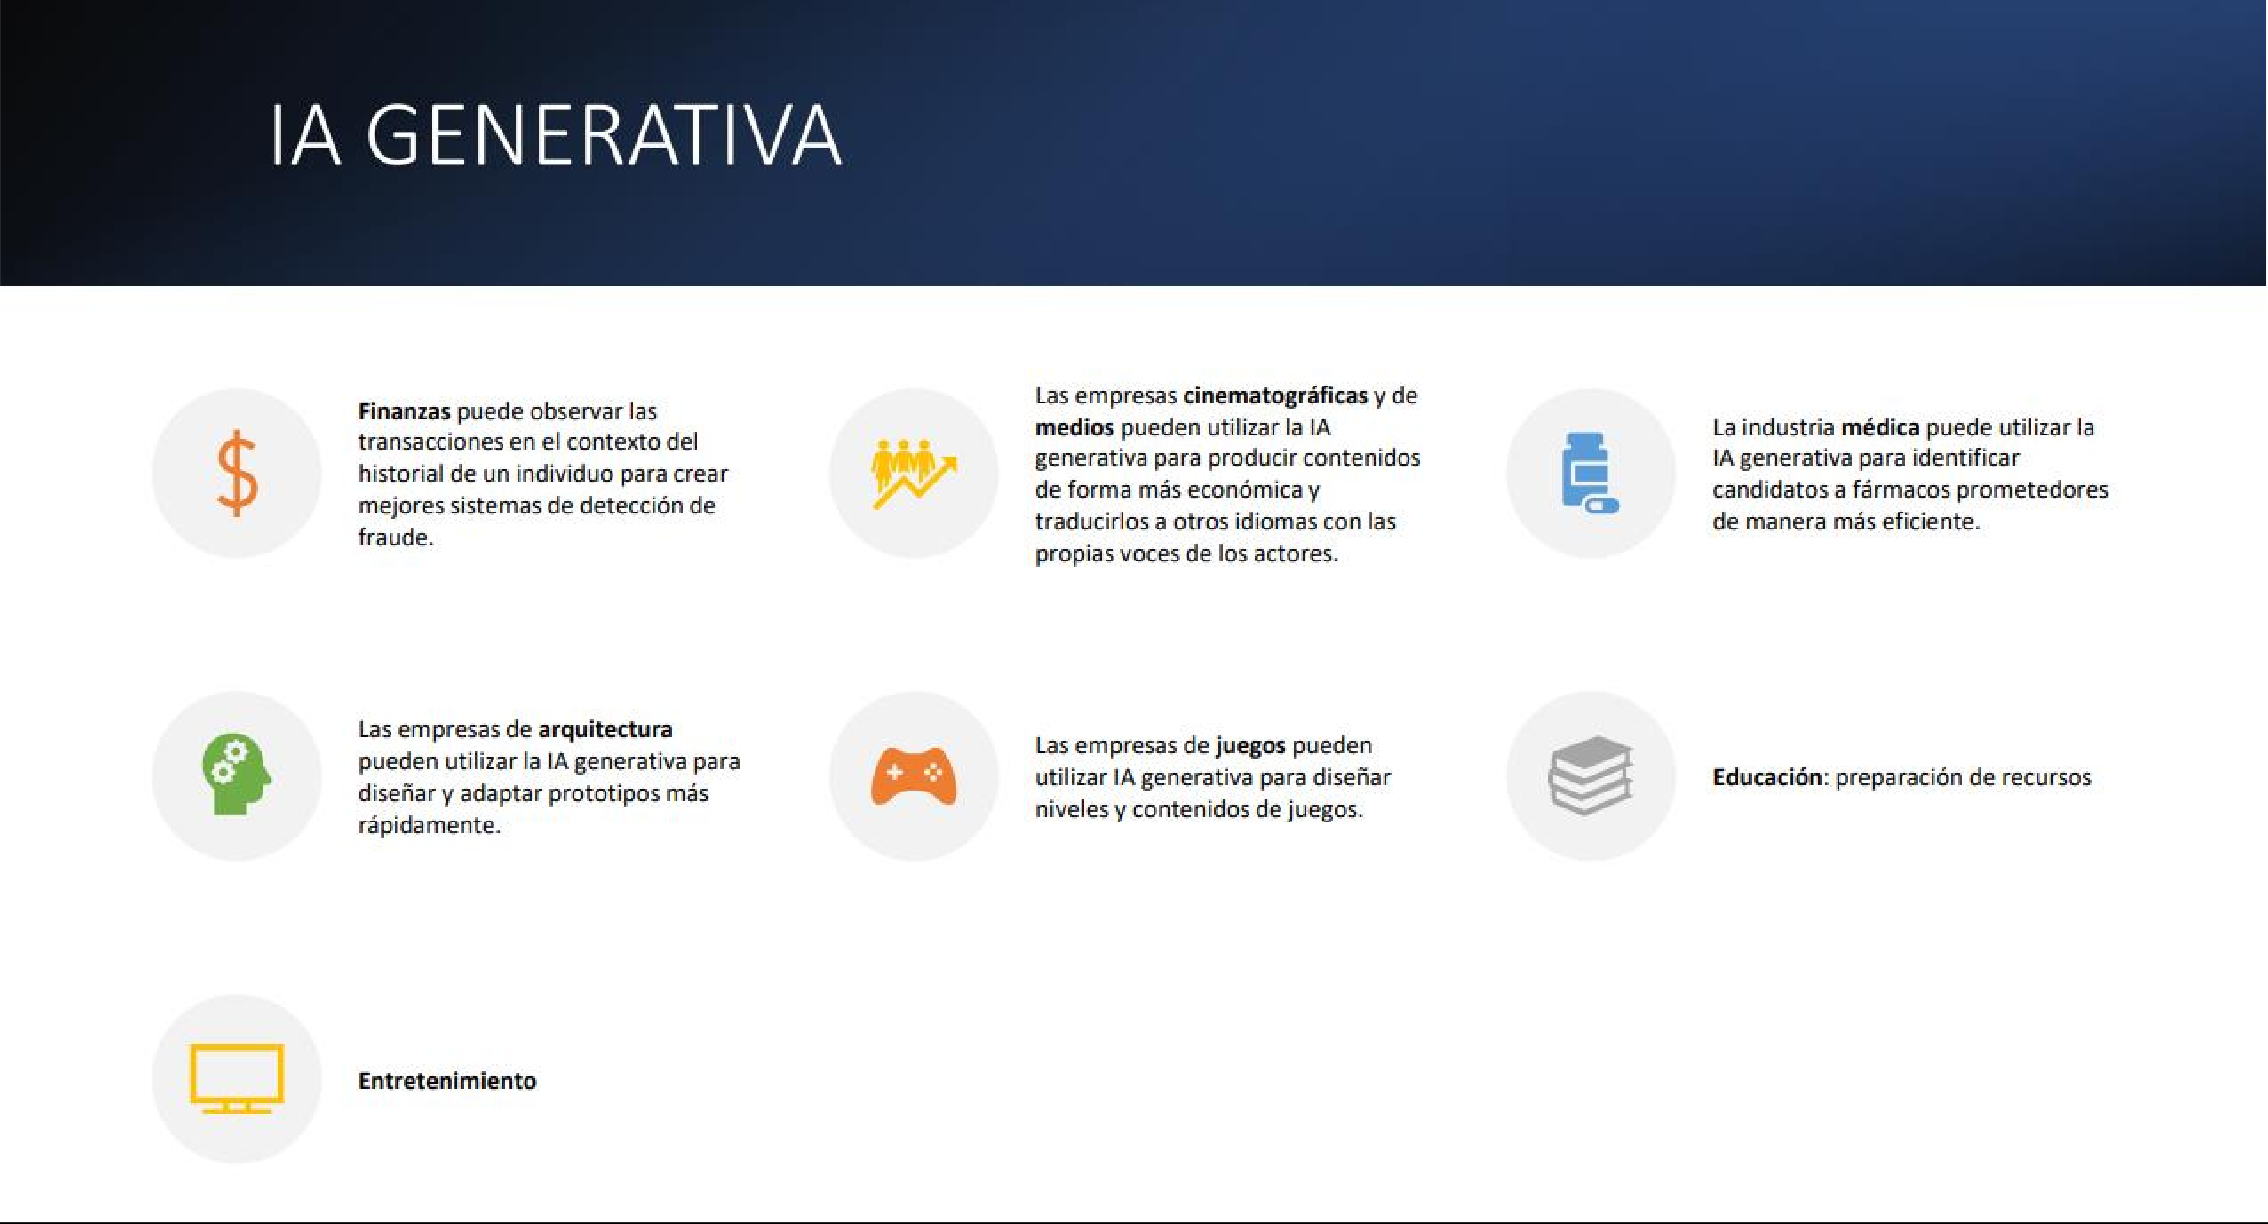 IA GENERATIVA
Finanzas puede observar las
transacciones en el contexto del
historial de un individuo para crear
mejores sistemas de detección de
fraude.
Las empresas cinematográficas y de
medios pueden utilizar la IA
generativa para producir contenidos
de forma más económica y
traducirlos a otros idiomas con las
propias voces de los actores.
La industria médica puede utilizar la
IA generativa para identificar
candidatos a fármacos prometedores
de manera más eficiente.
Las empresas de arquitectura
pueden utilizar la IA generativa para
diseñar y adaptar prototipos más
rápidamente.
Las empresas de juegos pueden
utilizar IA generativa para diseñar
niveles y contenidos de juegos.
Educación: preparación de recursos
Entretenimiento